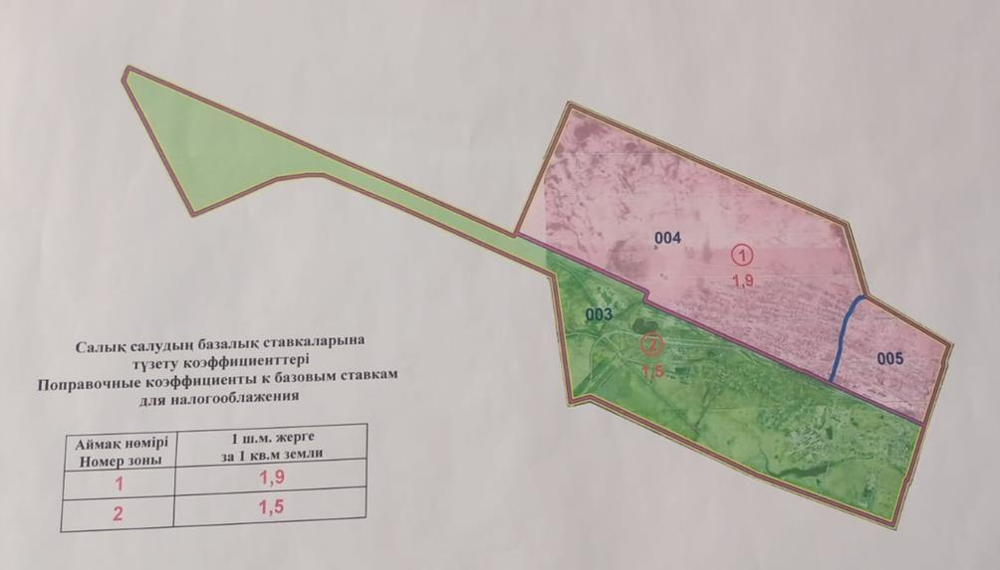 004
1
1,9
003
2
1,5
005
Салық салудың базалық ставкаларына
түзету коэффициенттері
Поправочные коэффициенты к базовым ставкам
для налогооблажения
Аймақ нөмірі
Номер зоны
1 ш.м. жерге
за 1 кв.м земли
1
1,9
2
1,5